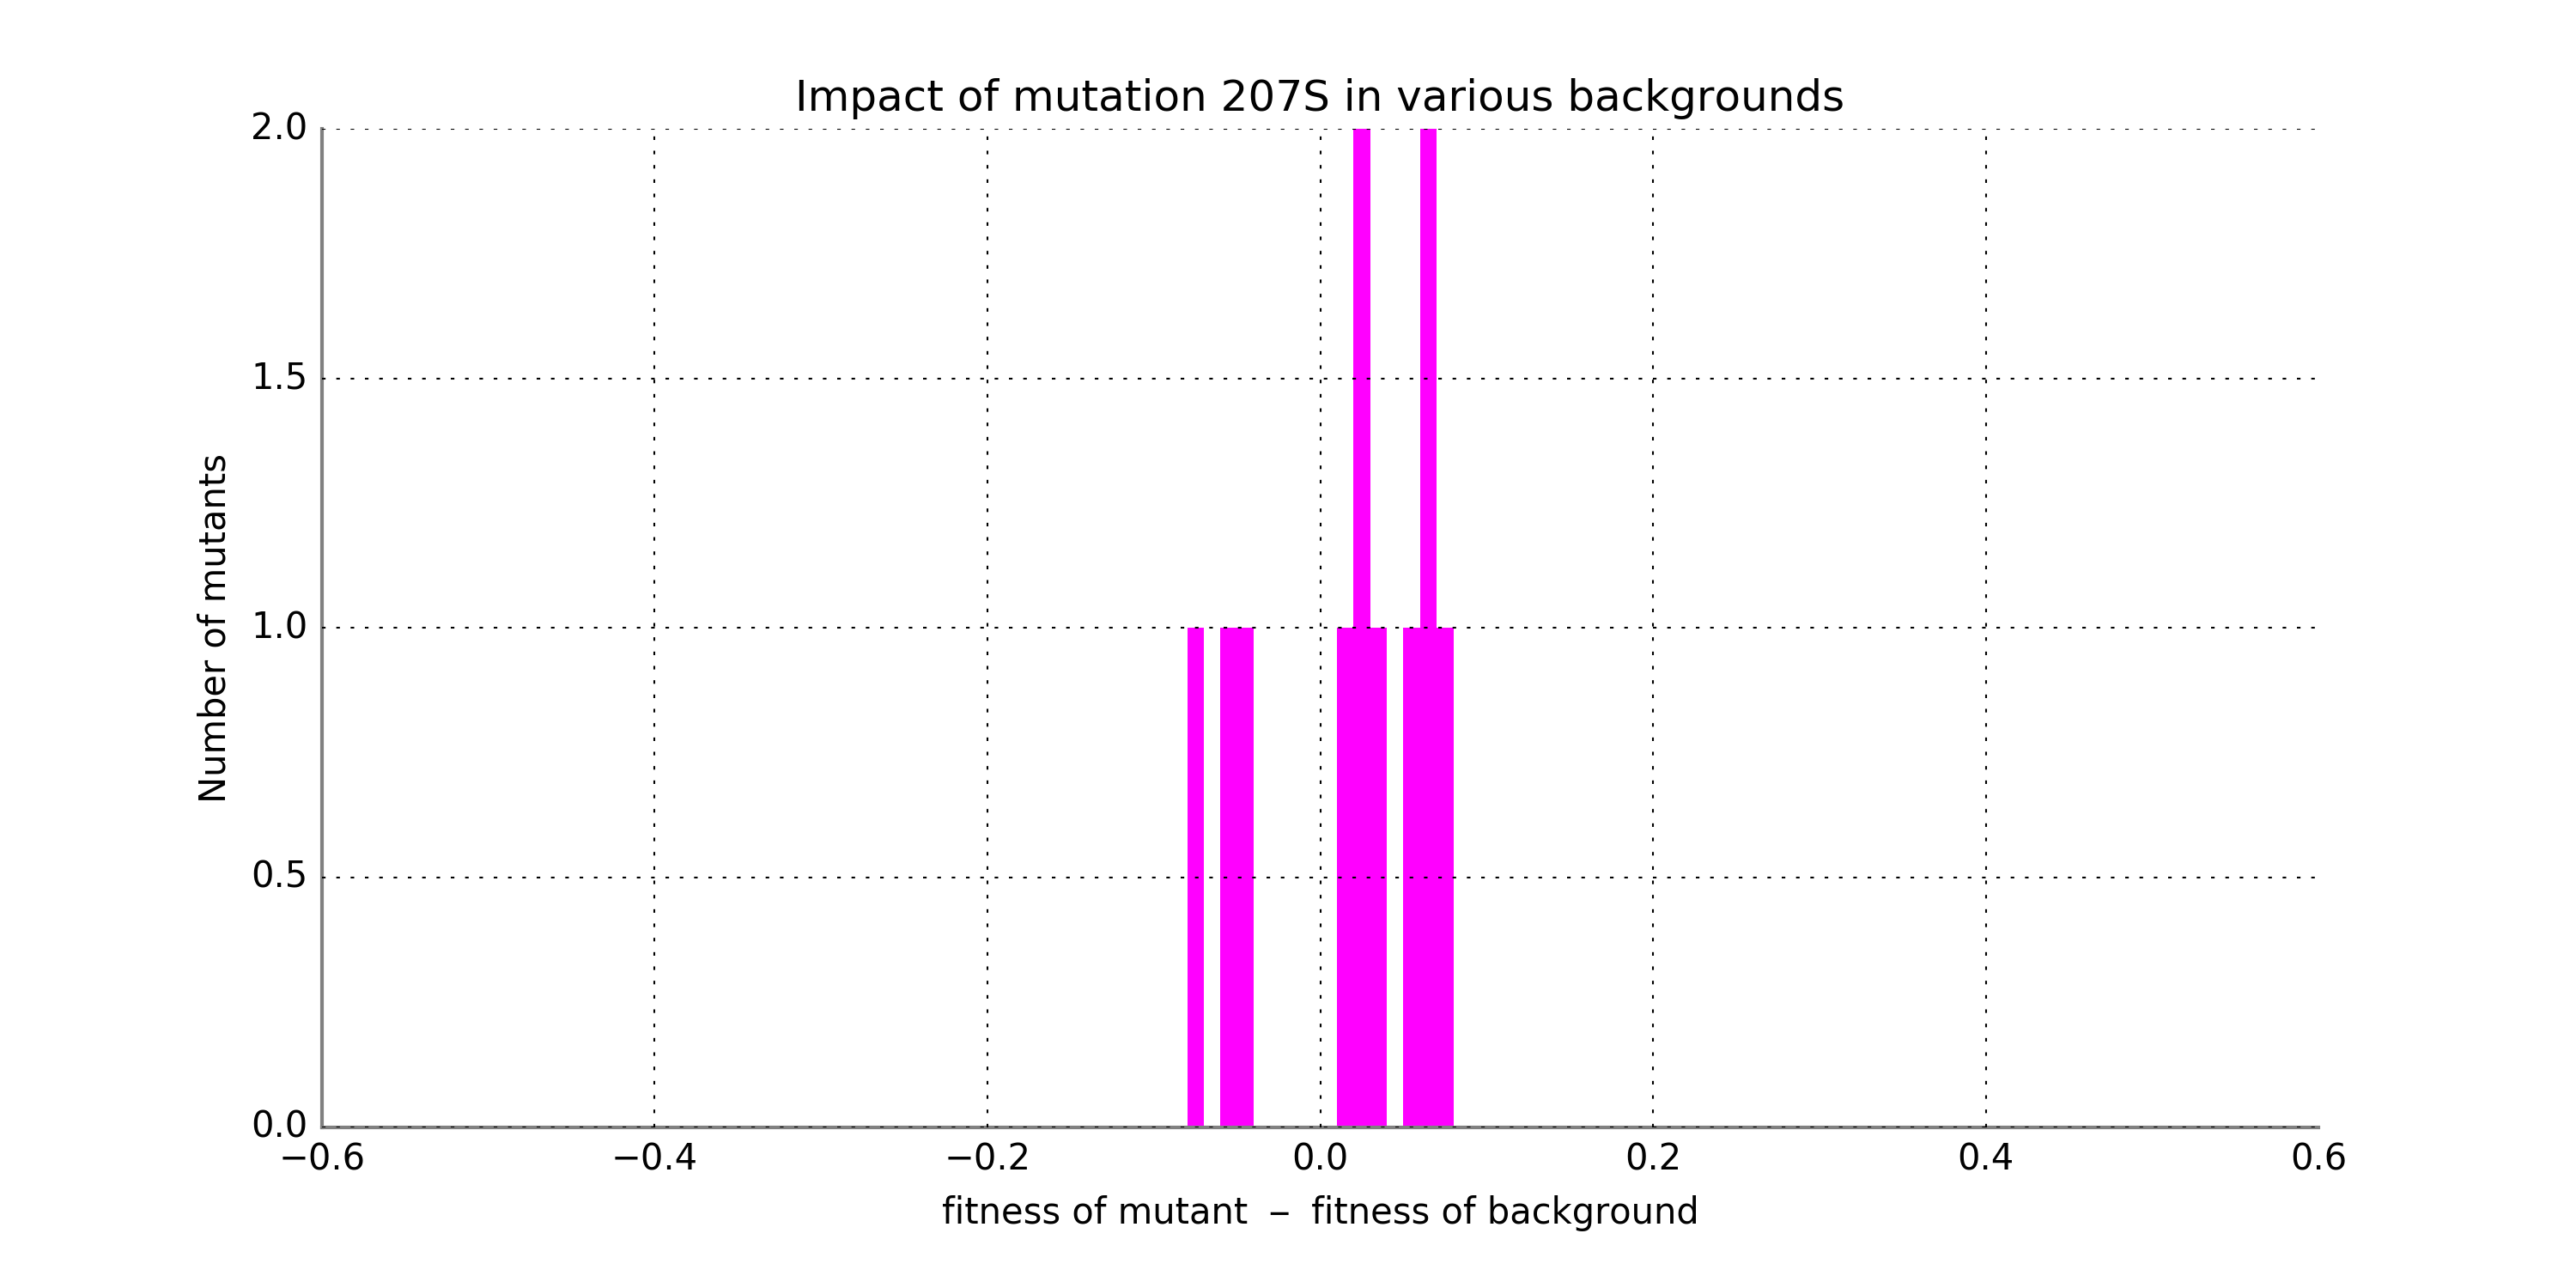 Impact of mutation 207S in various backgrounds
2.0
1.5
1.0
0.5
0.0
Number of mutants
−0.6 −0.4 −0.2 0.0 0.2 0.4 0.6
fitness of mutant − fitness of background